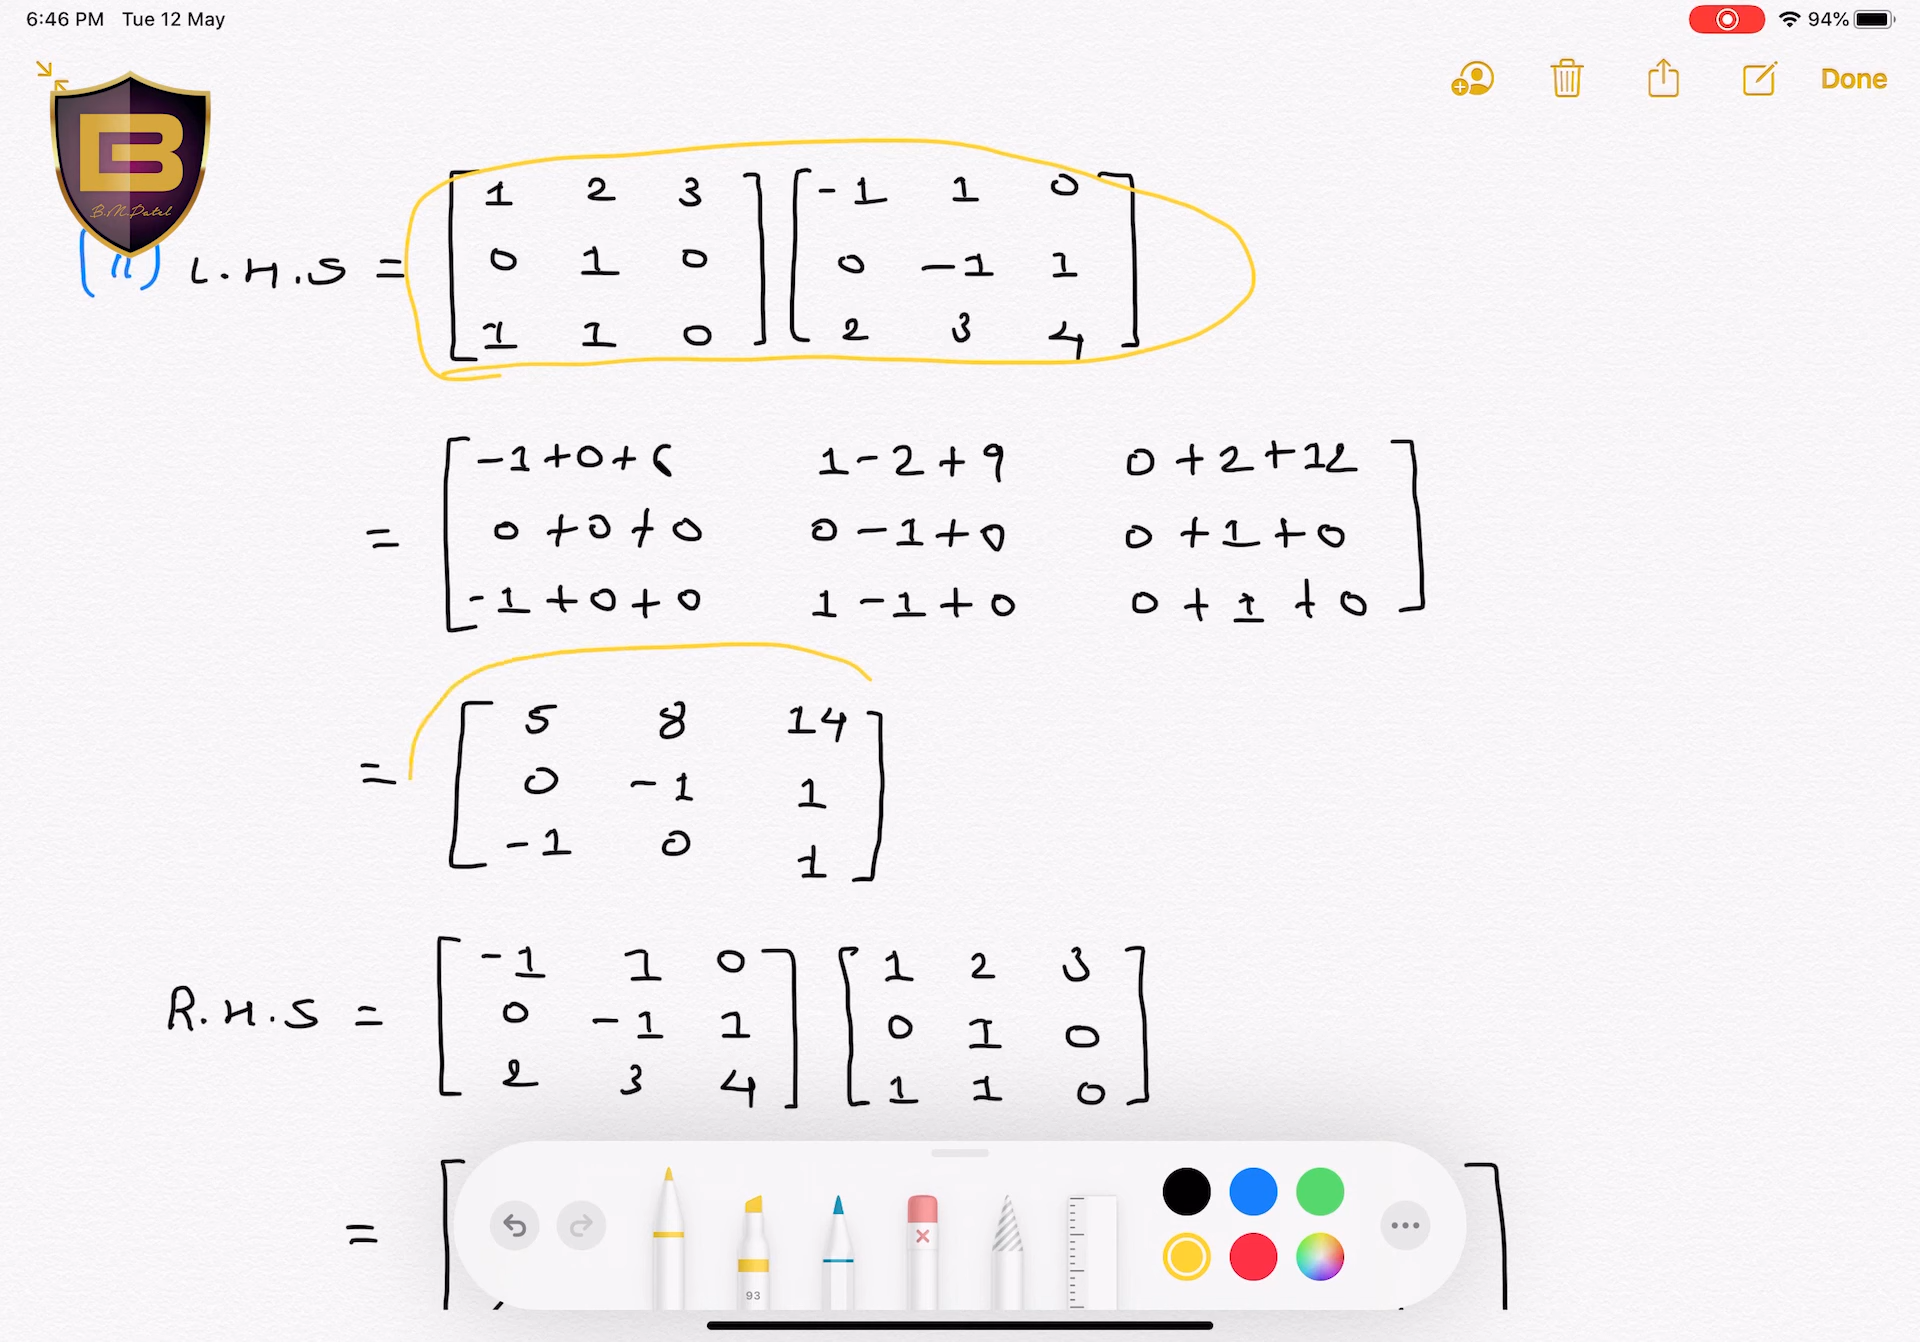 6:46 PM Tue 12 May 94%
Done
B
B.M.Patel
(ii) L.H.S = [1 2 3] [-1 1 0]
[0 1 0] [0 -1 1]
[1 1 0] [2 3 4]
[-1+0+6 1-2+9 0+2+12]
= [0+0+0 0-1+0 0+1+0]
[-1+0+0 1-1+0 0+1+0]
[5 8 14]
= [0 -1 1]
[-1 0 1]
[-1 1 0] [1 2 3]
R.H.S = [0 -1 1] [0 1 0]
[2 3 4] [1 1 0]
= [ ]
93